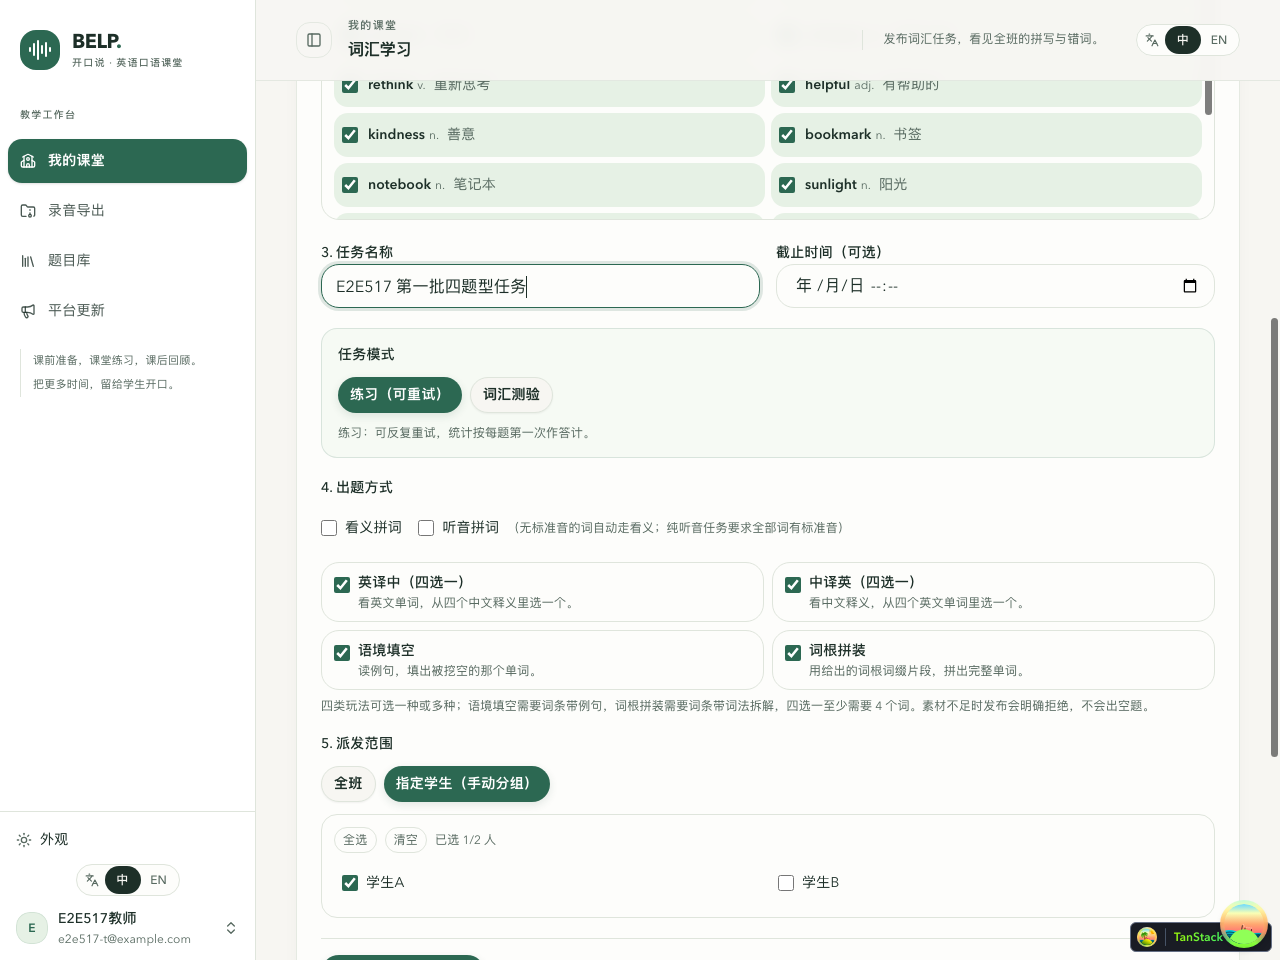 BELP.
开口说 · 英语口语课堂
教学工作台
我的课堂
录音导出
题目库
平台更新
课前准备，课堂练习，课后回顾。
把更多时间，留给学生开口。
外观
中 EN
E
E2E517教师
e2e517-t@example.com
我的课堂
词汇学习
发布词汇任务，看见全班的拼写与错词。
中 EN
rethink v. 重新思考
helpful adj. 有帮助的
kindness n. 善意
bookmark n. 书签
notebook n. 笔记本
sunlight n. 阳光
3. 任务名称
截止时间（可选）
E2E517 第一批四题型任务
年 /月/日 --:--
任务模式
练习（可重试） 词汇测验
练习：可反复重试，统计按每题第一次作答计。
4. 出题方式
看义拼词 听音拼词 （无标准音的词自动走看义；纯听音任务要求全部词有标准音）
英译中（四选一）
看英文单词，从四个中文释义里选一个。
中译英（四选一）
看中文释义，从四个英文单词里选一个。
语境填空
读例句，填出被挖空的那个单词。
词根拼装
用给出的词根词缀片段，拼出完整单词。
四类玩法可选一种或多种；语境填空需要词条带例句，词根拼装需要词条带词法拆解，四选一至少需要 4 个词。素材不足时发布会明确拒绝，不会出空题。
5. 派发范围
全班 指定学生（手动分组）
全选 清空 已选 1/2 人
学生A
学生B
TanStack